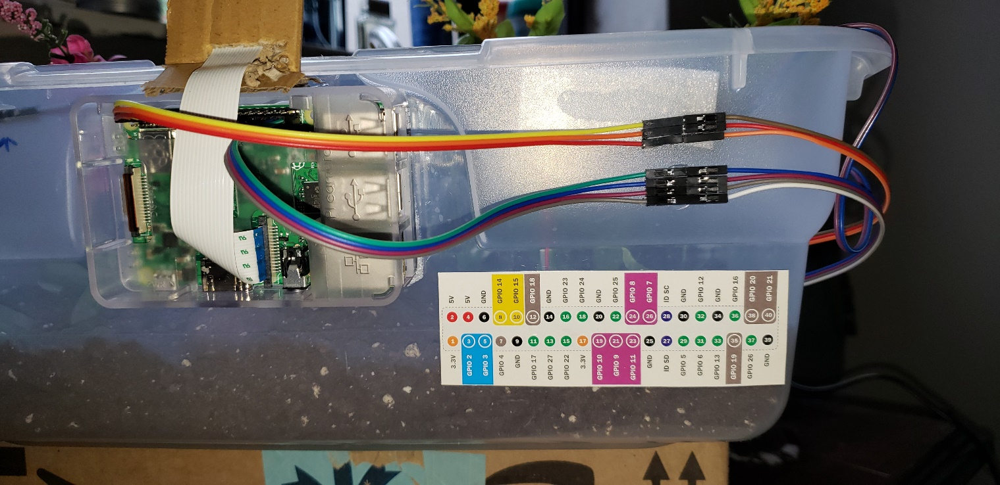 5V 5V GND GPIO 14 GPIO 15 GPIO 18 GND GPIO 23 GPIO 24 GND GPIO 25 GPIO 8 GPIO 7 ID SC GND GPIO 12 GND GPIO 16 GPIO 20 GPIO 21
2 4 6 8 10 12 14 16 18 20 22 24 26 28 30 32 34 36 38 40
1 3 5 7 9 11 13 15 17 19 21 23 25 27 29 31 33 35 37 39
3.3V GPIO 2 GPIO 3 GPIO 4 GND GPIO 17 GPIO 27 GPIO 22 3.3V GPIO 10 GPIO 9 GPIO 11 GND ID SD GPIO 5 GPIO 6 GPIO 13 GPIO 19 GPIO 26 GND